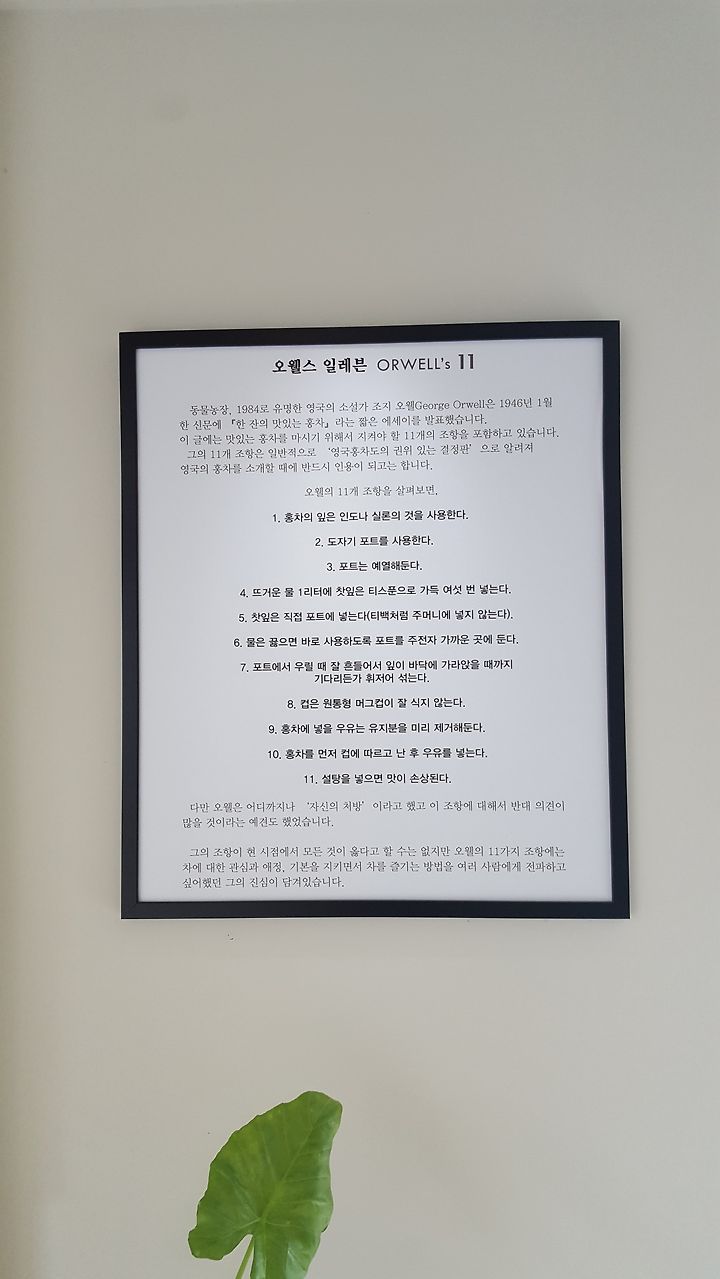 오웰스 일레븐 ORWELL's 11
동물농장, 1984로 유명한 영국의 소설가 조지 오웰George Orwell은 1946년 1월
한 신문에 『한 잔의 맛있는 홍차』라는 짧은 에세이를 발표했습니다.
이 글에는 맛있는 홍차를 마시기 위해서 지켜야 할 11개의 조항을 포함하고 있습니다.
그의 11개 조항은 일반적으로 ‘영국홍차도의 권위 있는 결정판’으로 알려져
영국의 홍차를 소개할 때에 반드시 인용이 되고는 합니다.
오웰의 11개 조항을 살펴보면,
1. 홍차의 잎은 인도나 실론의 것을 사용한다.
2. 도자기 포트를 사용한다.
3. 포트는 예열해둔다.
4. 뜨거운 물 1리터에 찻잎은 티스푼으로 가득 여섯 번 넣는다.
5. 찻잎은 직접 포트에 넣는다(티백처럼 주머니에 넣지 않는다).
6. 물은 끓으면 바로 사용하도록 포트를 주전자 가까운 곳에 둔다.
7. 포트에서 우릴 때 잘 흔들어서 잎이 바닥에 가라앉을 때까지
기다리든가 휘저어 섞는다.
8. 컵은 원통형 머그컵이 잘 식지 않는다.
9. 홍차에 넣을 우유는 유지분을 미리 제거해둔다.
10. 홍차를 먼저 컵에 따르고 난 후 우유를 넣는다.
11. 설탕을 넣으면 맛이 손상된다.
다만 오웰은 어디까지나 ‘자신의 처방’이라고 했고 이 조항에 대해서 반대 의견이
많을 것이라는 예견도 했었습니다.
그의 조항이 현 시점에서 모든 것이 옳다고 할 수는 없지만 오웰의 11가지 조항에는
차에 대한 관심과 애정, 기본을 지키면서 차를 즐기는 방법을 여러 사람에게 전파하고
싶어했던 그의 진심이 담겨있습니다.